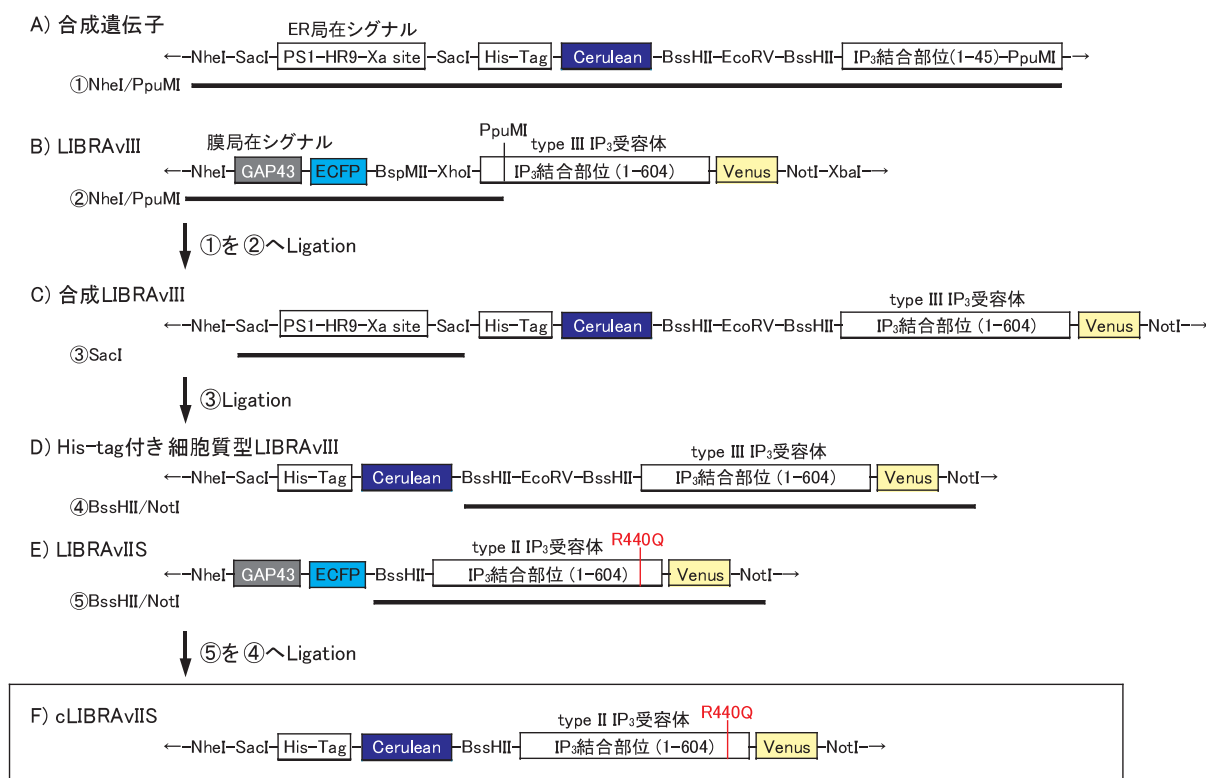 A) 合成遺伝子
ER局在シグナル
←-NheI-SacI-PS1-HR9-Xa site-SacI-His-Tag-Cerulean-BssHII-EcoRV-BssHII-IP₃結合部位(1-45)-PpuMI-→
①NheI/PpuMI
B) LIBRAvIII
膜局在シグナル
PpuMI
type III IP₃受容体
←-NheI-GAP43-ECFP-BspMII-XhoI-IP₃結合部位(1-604)-Venus-NotI-XbaI-→
②NheI/PpuMI
①を②へLigation
C) 合成LIBRAvIII
type III IP₃受容体
←-NheI-SacI-PS1-HR9-Xa site-SacI-His-Tag-Cerulean-BssHII-EcoRV-BssHII-IP₃結合部位(1-604)-Venus-NotI-→
③SacI
③Ligation
D) His-tag付き細胞質型LIBRAvIII
type III IP₃受容体
←-NheI-SacI-His-Tag-Cerulean-BssHII-EcoRV-BssHII-IP₃結合部位(1-604)-Venus-NotI-→
④BssHII/NotI
E) LIBRAvIIS
type II IP₃受容体
R440Q
←-NheI-GAP43-ECFP-BssHII-IP₃結合部位(1-604)-Venus-NotI-→
⑤BssHII/NotI
⑤を④へLigation
F) cLIBRAvIIS
type II IP₃受容体
R440Q
←-NheI-SacI-His-Tag-Cerulean-BssHII-IP₃結合部位(1-604)-Venus-NotI-→